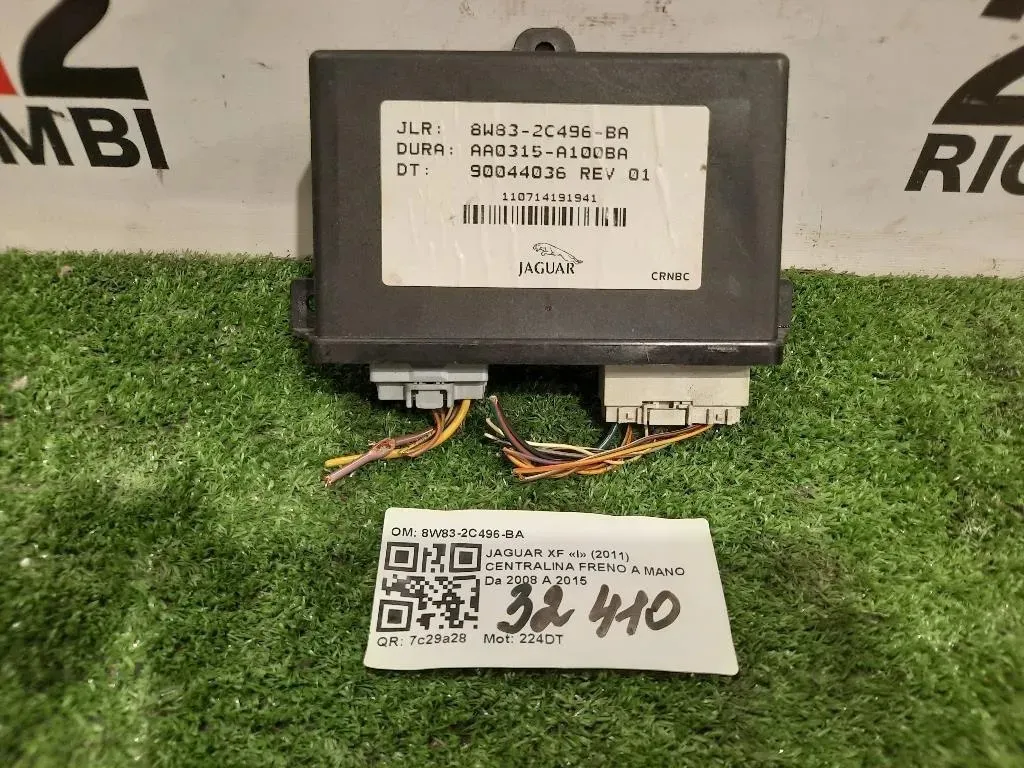 2
MBI
2
RIC
JLR: 8W83-2C496-BA
DURA: AA0315-A100BA
DT: 90044036 REV 01
110714191941
JAGUAR
CRNBC
OM: 8W83-2C496-BA
JAGUAR XF «I» (2011)
CENTRALINA FRENO A MANO
Da 2008 A 2015
32 410
QR: 7c29a28 Mot: 224DT